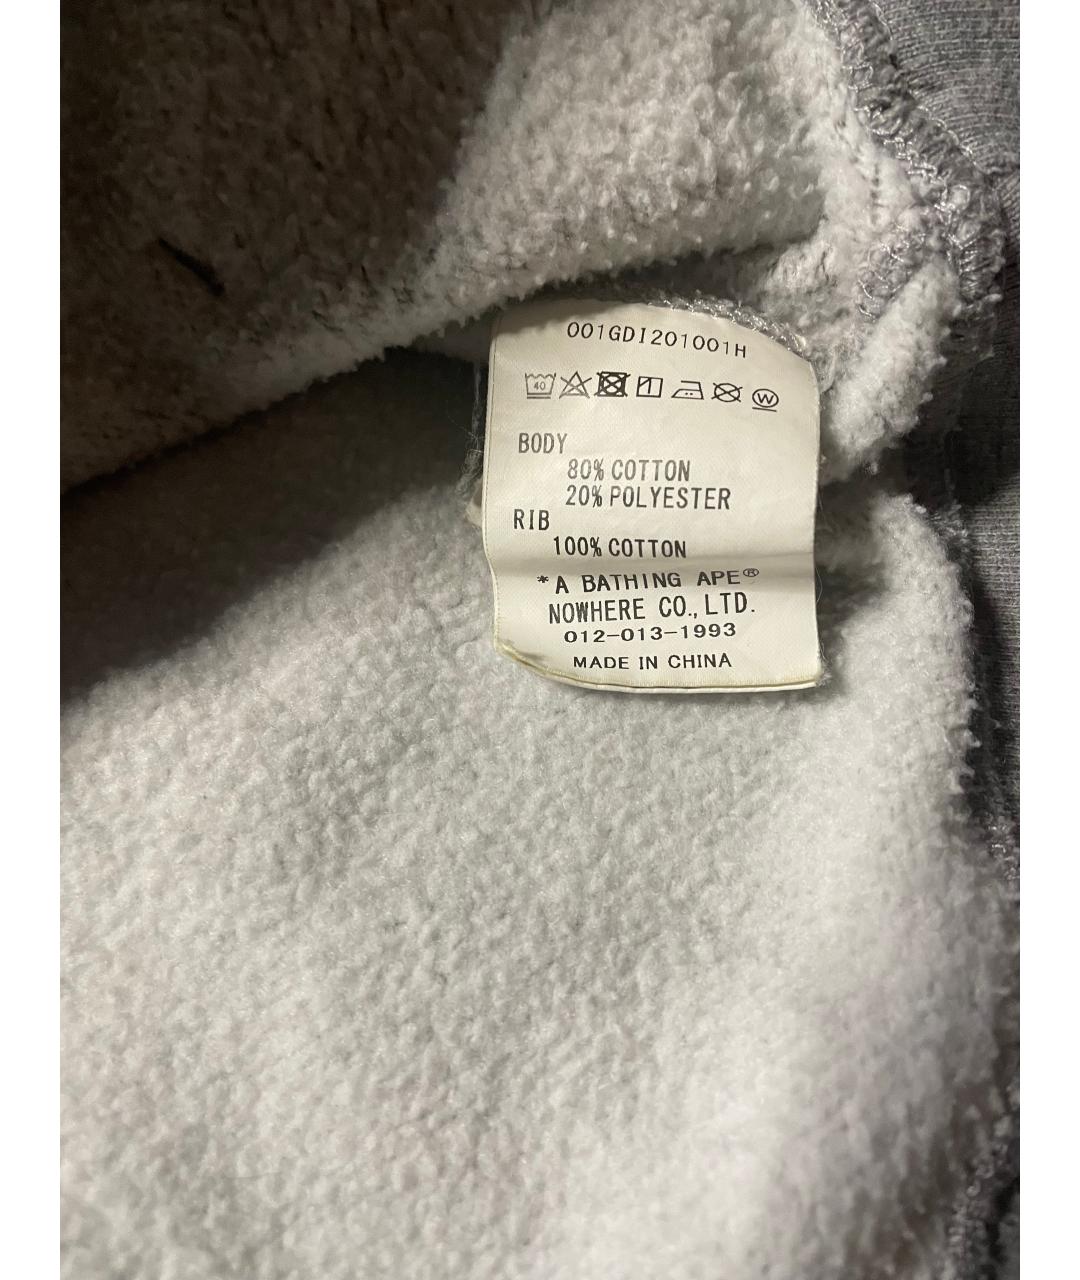 001GDI201001H
40 W
BODY
80% COTTON
20% POLYESTER
RIB
100% COTTON
*A BATHING APE®
NOWHERE CO., LTD.
012-013-1993
MADE IN CHINA